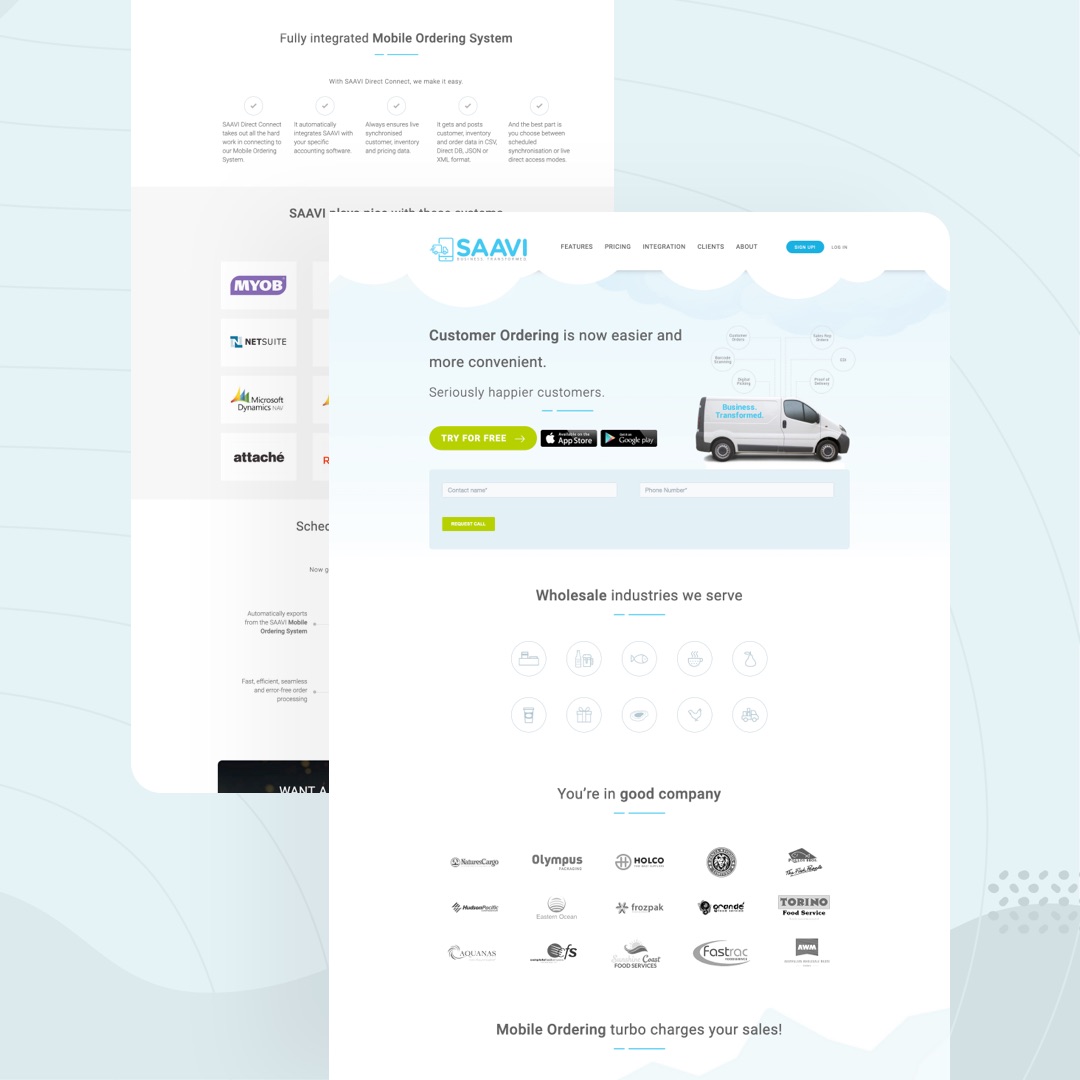 Fully integrated Mobile Ordering System
With SAAVI Direct Connect, we make it easy.
SAAVI Direct Connect
takes out all the hard
work in connecting to
our Mobile Ordering
System.
It automatically
integrates SAAVI with
your specific
accounting software.
Always ensures live
synchronised
customer, inventory
and pricing data.
It gets and posts
customer, inventory
and order data in CSV,
Direct DB, JSON or
XML format.
And the best part is
you choose between
scheduled
synchronisation or live
direct access modes.
SAAVI plays nice with these systems
MYOB
NETSUITE
Microsoft
Dynamics NAV
attaché
R
Sched
Now g
Automatically exports
from the SAAVI Mobile
Ordering System
Fast, efficient, seamless
and error-free order
processing
WANT A
SAAVI
BUSINESS TRANSFORMED
FEATURES PRICING INTEGRATION CLIENTS ABOUT SIGN UP! LOG IN
Customer Ordering is now easier and
more convenient.
Seriously happier customers.
TRY FOR FREE
Available on the
App Store
Get it on
Google play
Customer
Orders
Sales Rep
Orders
Barcode
Scanning
EDI
Digital
Picking
Proof of
Delivery
Business.
Transformed.
Contact name*
Phone Number*
REQUEST CALL
Wholesale industries we serve
You're in good company
NaturesCargo
Olympus
PACKAGING
HOLCO
HudsonPacific
Eastern Ocean
frozpak
grande
TORINO
Food Service
AQUANAS
fs
Sunshine Coast
FOOD SERVICES
Fastrac
AWM
Mobile Ordering turbo charges your sales!